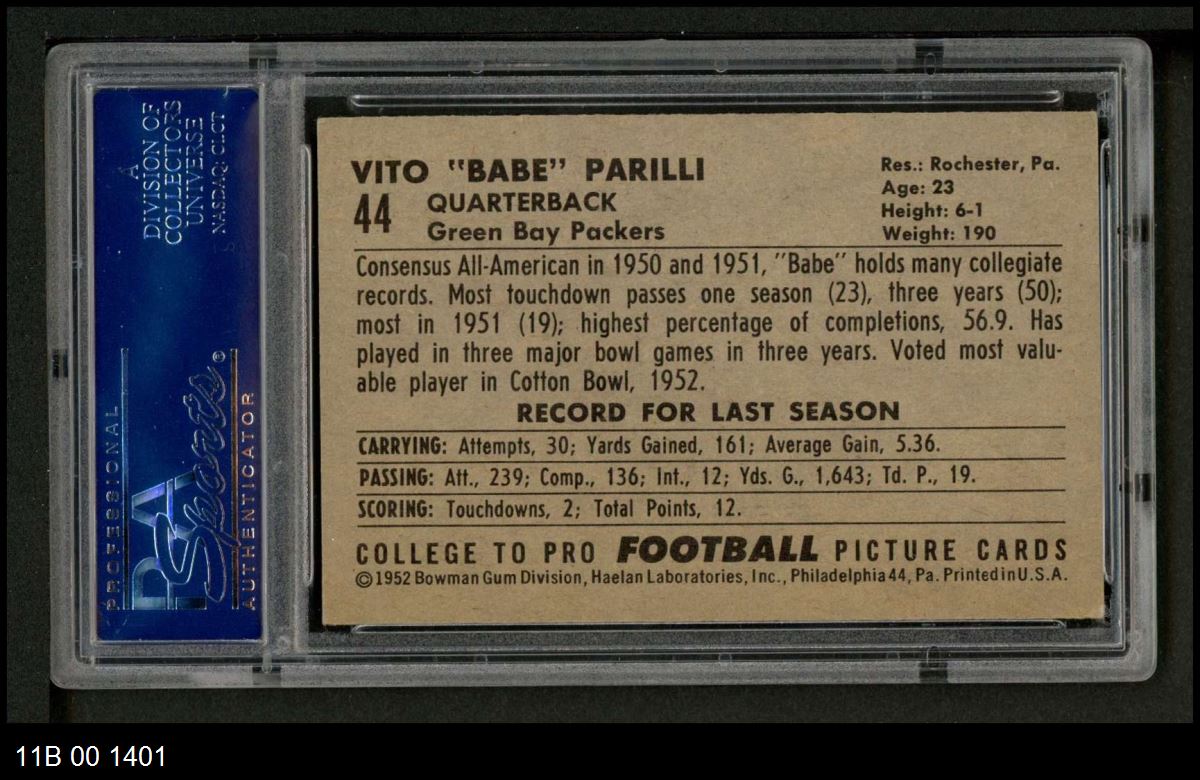 A
DIVISION OF
COLLECTORS
UNIVERSE
NASDAQ: CLCT
PROFESSIONAL
PSA
Sports®
AUTHENTICATOR
VITO "BABE" PARILLI
44
QUARTERBACK
Green Bay Packers
Res.: Rochester, Pa.
Age: 23
Height: 6-1
Weight: 190
Consensus All-American in 1950 and 1951, "Babe" holds many collegiate
records. Most touchdown passes one season (23), three years (50);
most in 1951 (19); highest percentage of completions, 56.9. Has
played in three major bowl games in three years. Voted most valu-
able player in Cotton Bowl, 1952.
RECORD FOR LAST SEASON
CARRYING: Attempts, 30; Yards Gained, 161; Average Gain, 5.36.
PASSING: Att., 239; Comp., 136; Int., 12; Yds. G., 1,643; Td. P., 19.
SCORING: Touchdowns, 2; Total Points, 12.
COLLEGE TO PRO FOOTBALL PICTURE CARDS
©1952 Bowman Gum Division, Haelan Laboratories, Inc., Philadelphia 44, Pa. Printed in U.S.A.
11B 00 1401